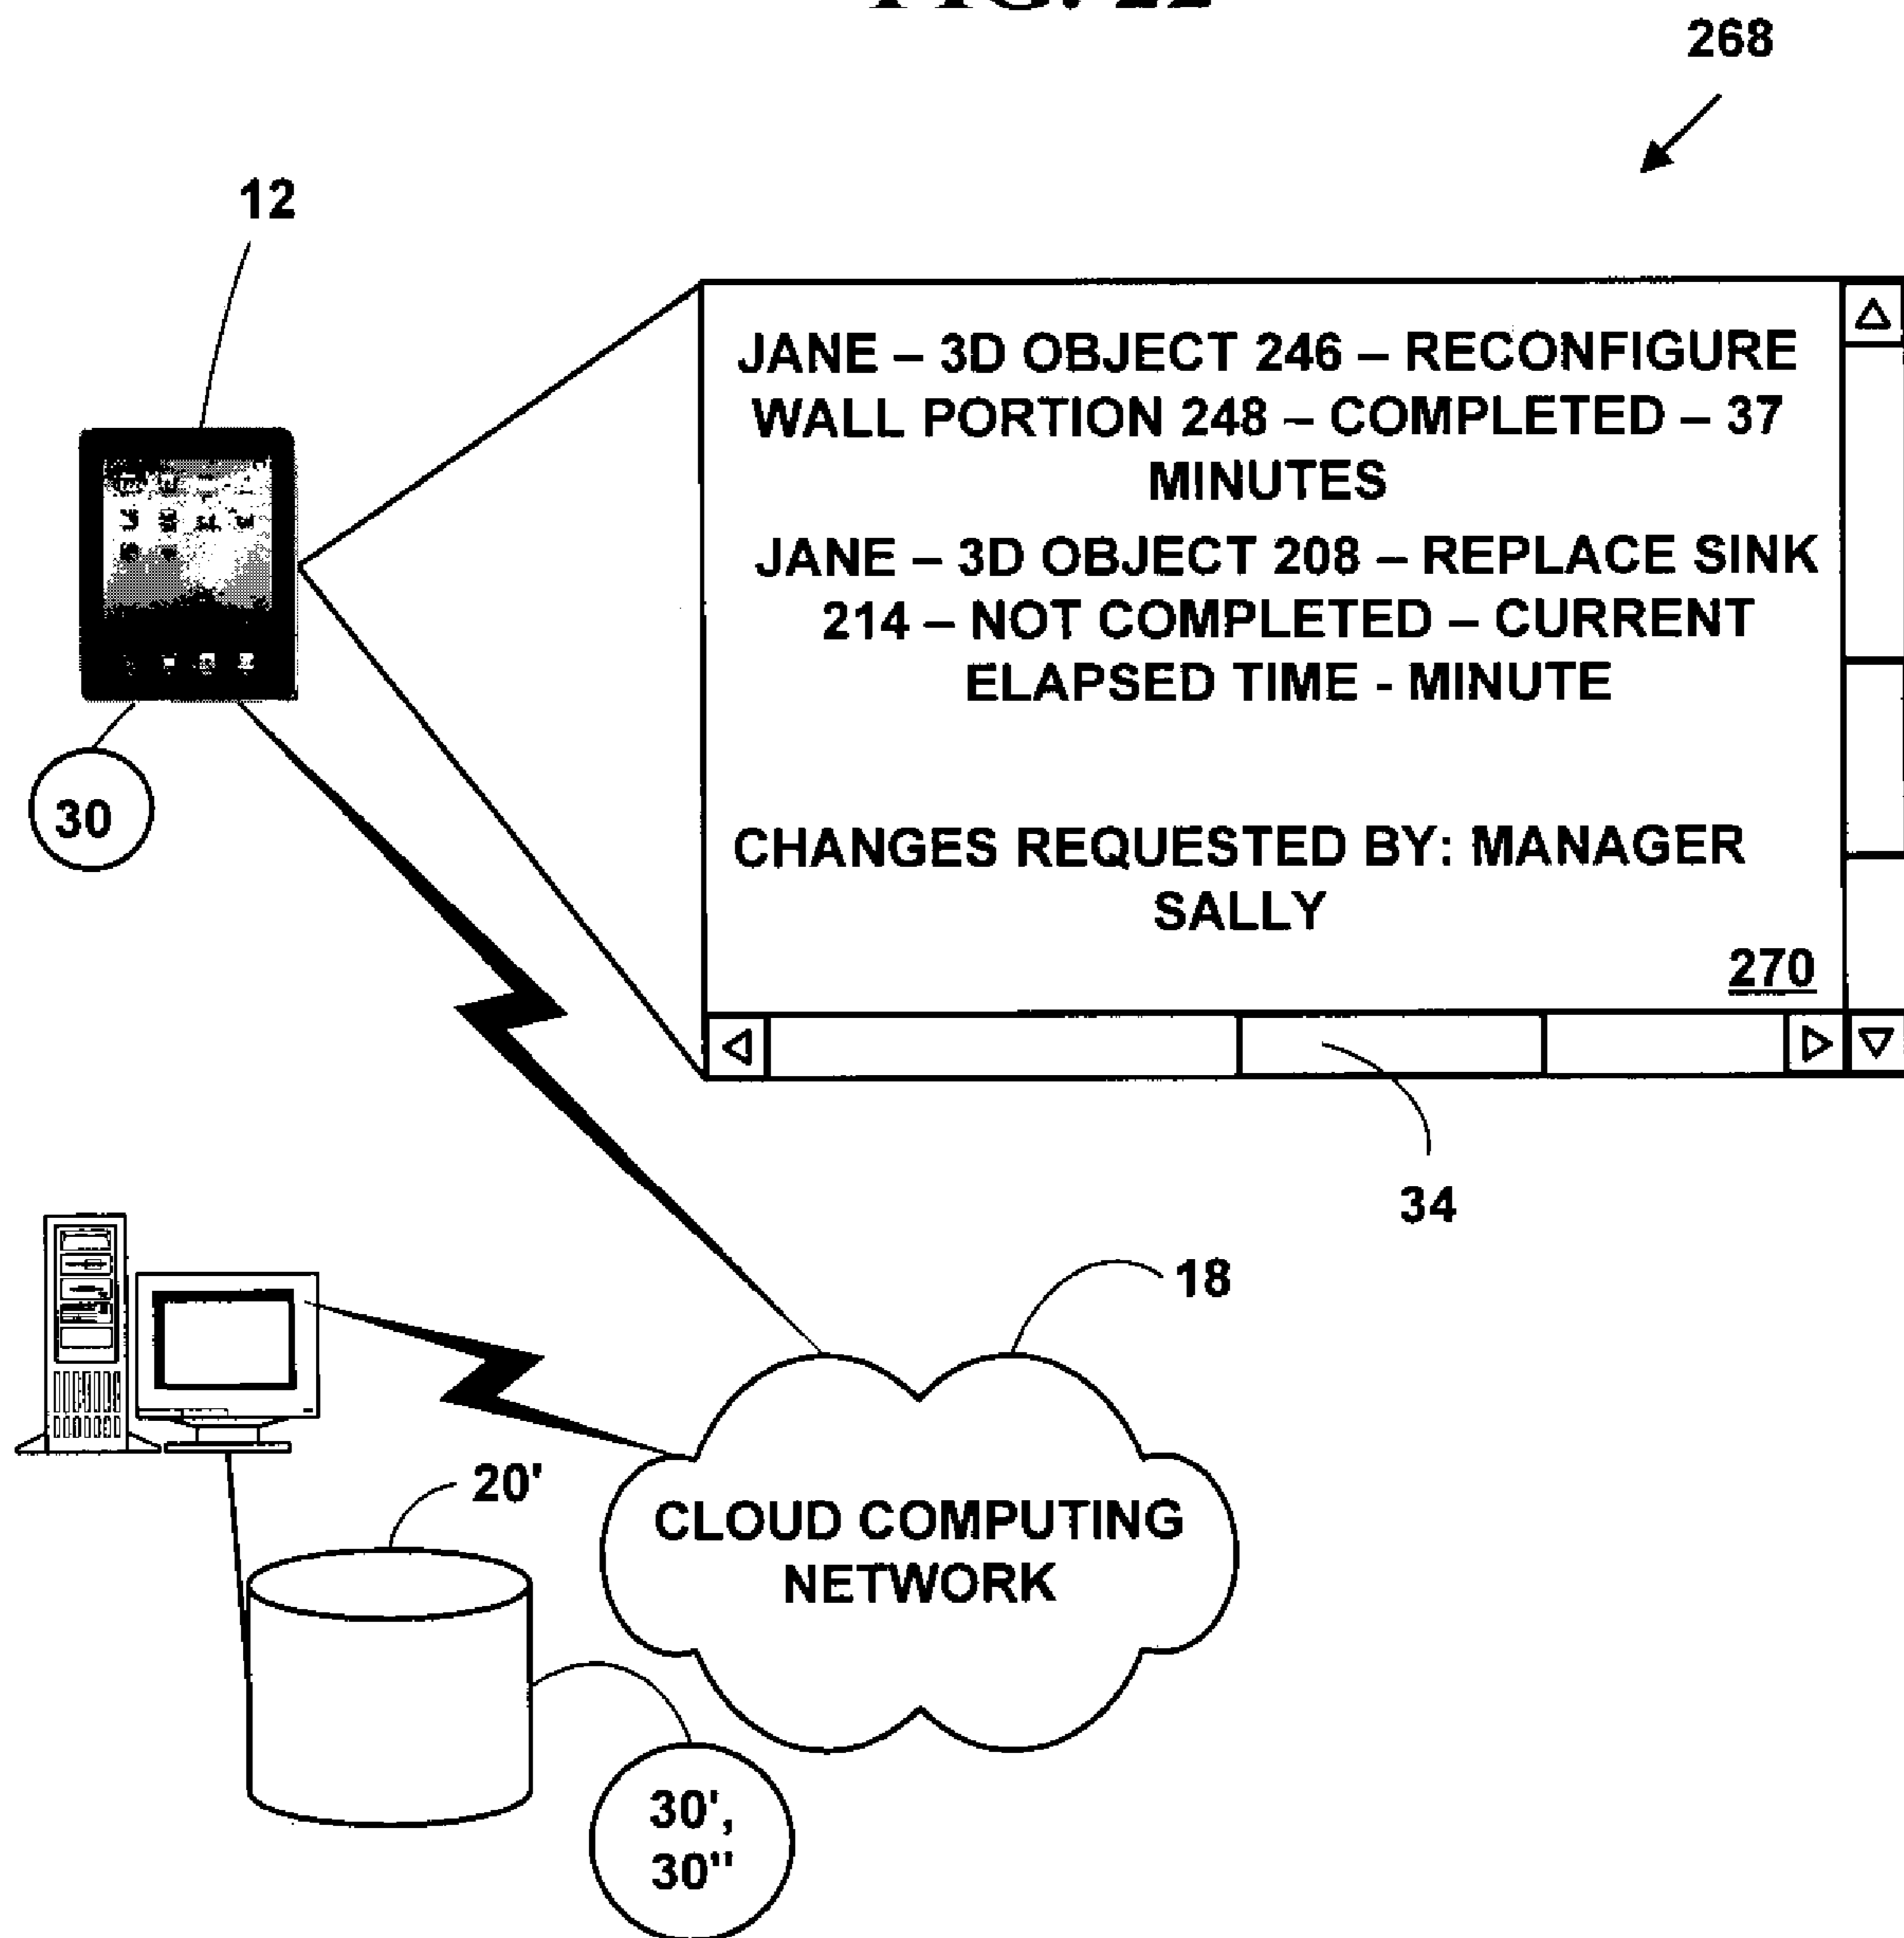 FIG. 22
268
12
JANE – 3D OBJECT 246 – RECONFIGURE
WALL PORTION 248 – COMPLETED – 37
MINUTES
JANE – 3D OBJECT 208 – REPLACE SINK
214 – NOT COMPLETED – CURRENT
ELAPSED TIME - MINUTE
30
CHANGES REQUESTED BY: MANAGER
SALLY
270
34
18
20'
CLOUD COMPUTING
NETWORK
30',
30"